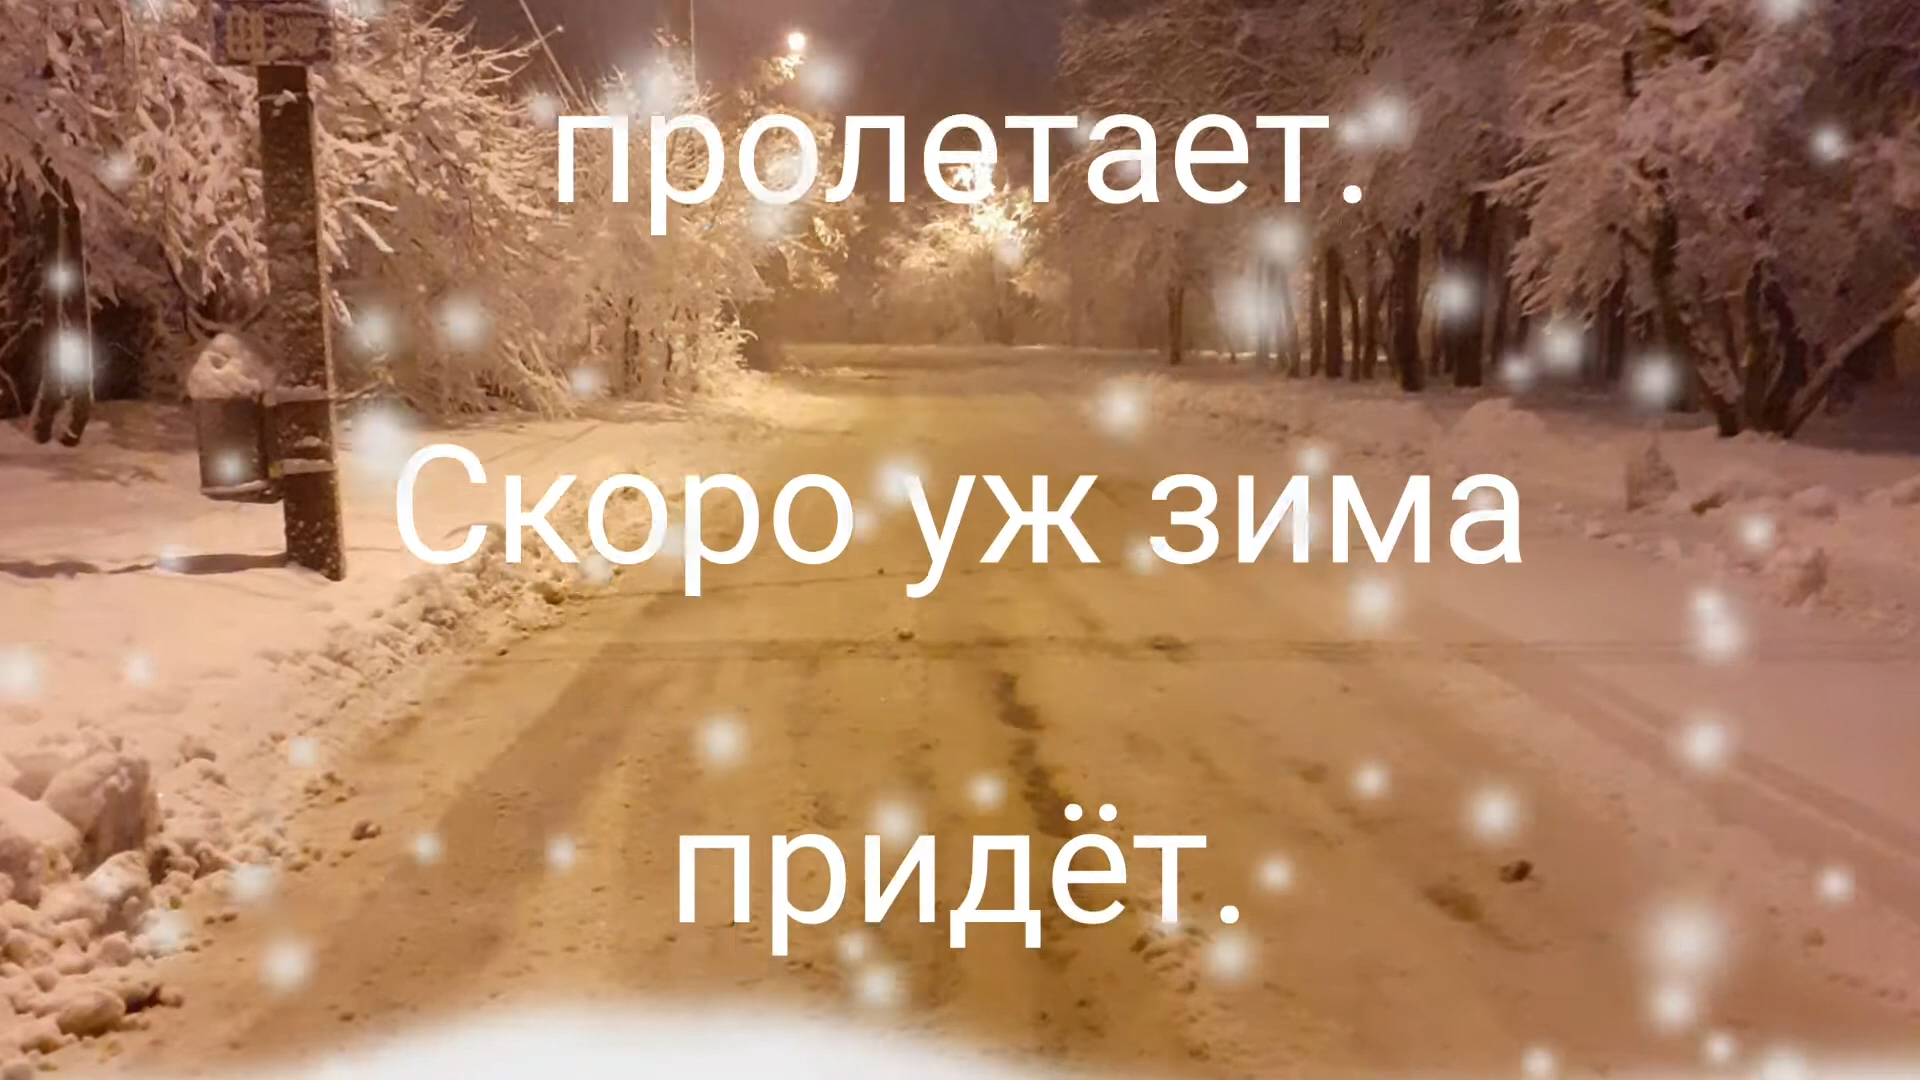 пролетает.
Скоро уж зима
придёт.